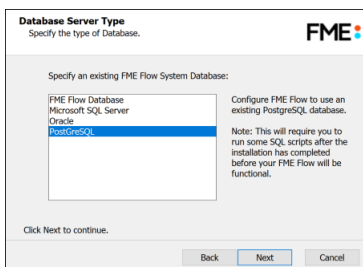 Database Server Type
Specify the type of Database.
FME
Specify an existing FME Flow System Database:
FME Flow Database
Microsoft SQL Server
Oracle
PostGreSQL
Configure FME Flow to use an
existing PostgreSQL database.
Note: This will require you to
run some SQL scripts after the
installation has completed
before your FME Flow will be
functional.
Click Next to continue.
Back
Next
Cancel